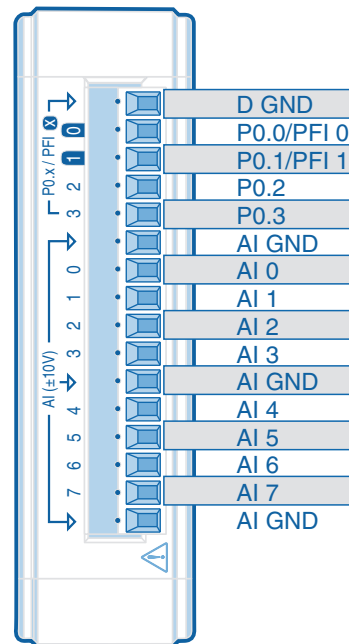 D GND
P0.0/PFI 0
P0.1/PFI 1
P0.2
P0.3
AI GND
AI 0
AI 1
AI 2
AI 3
AI GND
AI 4
AI 5
AI 6
AI 7
AI GND
P0.x / PFI X
0
1
2
3
AI (±10V)
0
1
2
3
4
5
6
7